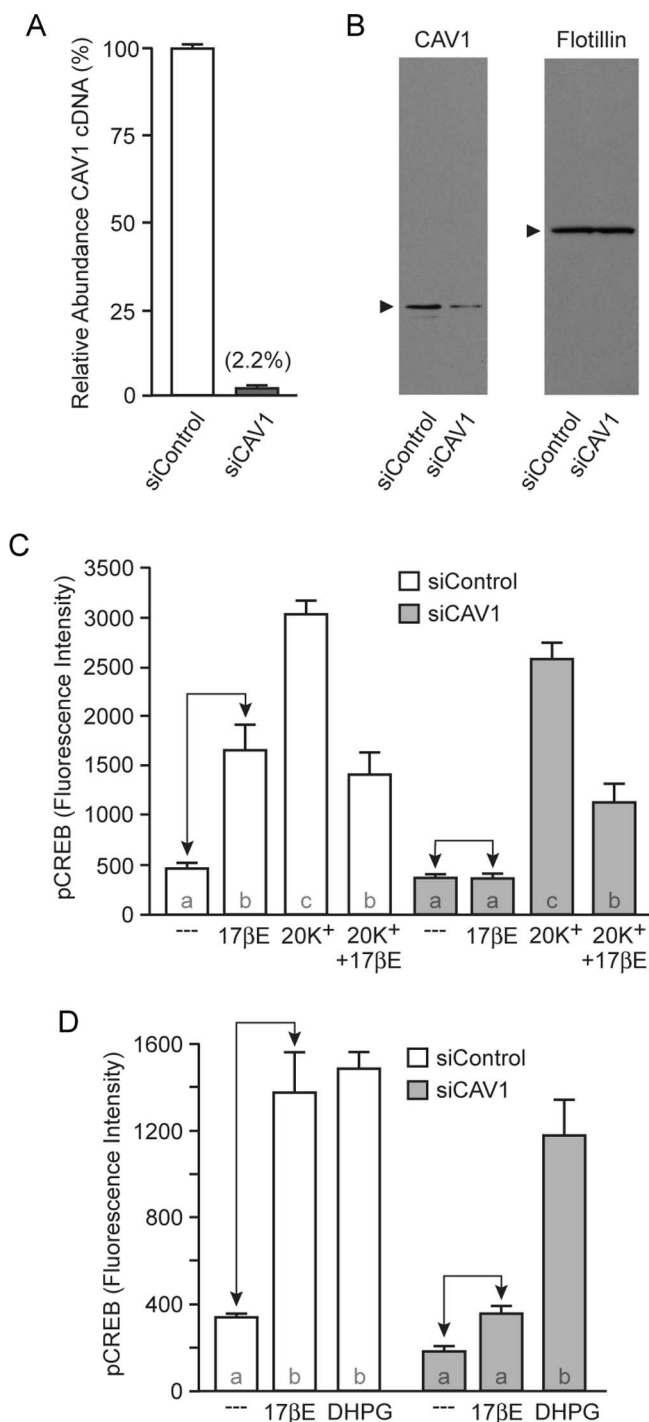 A
Relative Abundance CAV1 cDNA (%)
100
75
50
25
0
(2.2%)
siControl
siCAV1
B
CAV1
Flotillin
siControl
siCAV1
siControl
siCAV1
C
pCREB (Fluorescence Intensity)
3500
3000
2500
2000
1500
1000
500
0
siControl
siCAV1
a b c b a a c b
--- 17βE 20K⁺ 20K⁺ --- 17βE 20K⁺ 20K⁺
+17βE +17βE
D
pCREB (Fluorescence Intensity)
1600
1200
800
400
0
siControl
siCAV1
a b b a a b
--- 17βE DHPG --- 17βE DHPG